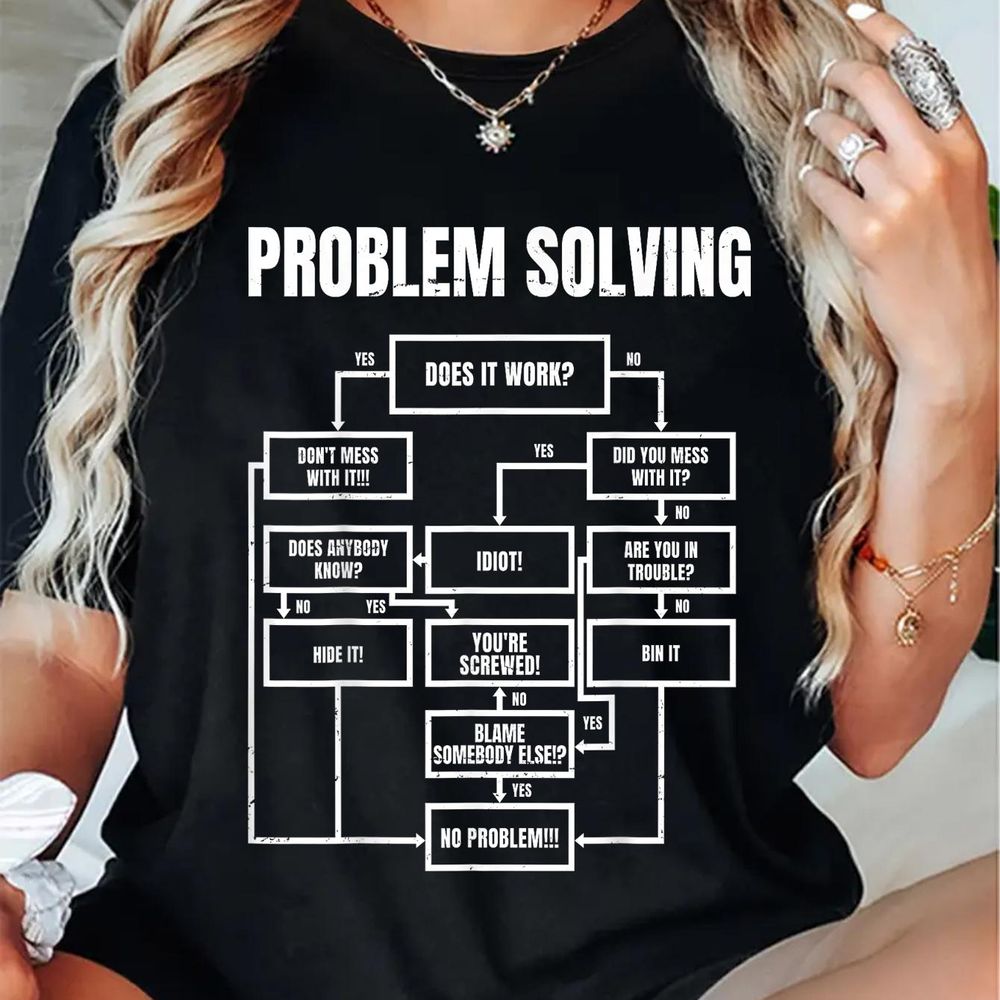 PROBLEM SOLVING
YES
DOES IT WORK?
NO
DON'T MESS
WITH IT!!!
YES
DID YOU MESS
WITH IT?
NO
DOES ANYBODY
KNOW?
IDIOT!
ARE YOU IN
TROUBLE?
NO
YES
NO
HIDE IT!
YOU'RE
SCREWED!
BIN IT
NO
YES
BLAME
SOMEBODY ELSE!?
YES
NO PROBLEM!!!